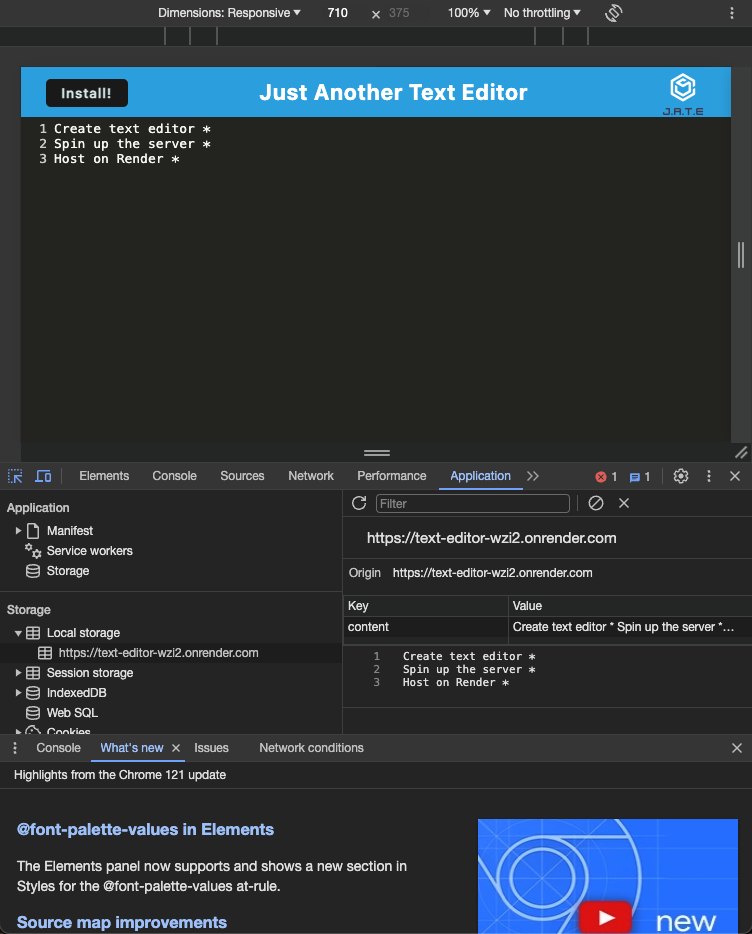 Dimensions: Responsive 710 × 375 100% No throttling
Install! Just Another Text Editor
J.A.T.E
1 Create text editor *
2 Spin up the server *
3 Host on Render *
Elements Console Sources Network Performance Application 1 1
Application
Manifest
Service workers
Storage
Storage
Local storage
https://text-editor-wzi2.onrender.com
Session storage
IndexedDB
Web SQL
Cookies
Filter
https://text-editor-wzi2.onrender.com
Origin https://text-editor-wzi2.onrender.com
Key Value
content Create text editor * Spin up the server *…
1 Create text editor *
2 Spin up the server *
3 Host on Render *
Console What's new Issues Network conditions
Highlights from the Chrome 121 update
@font-palette-values in Elements
The Elements panel now supports and shows a new section in
Styles for the @font-palette-values at-rule.
Source map improvements
new